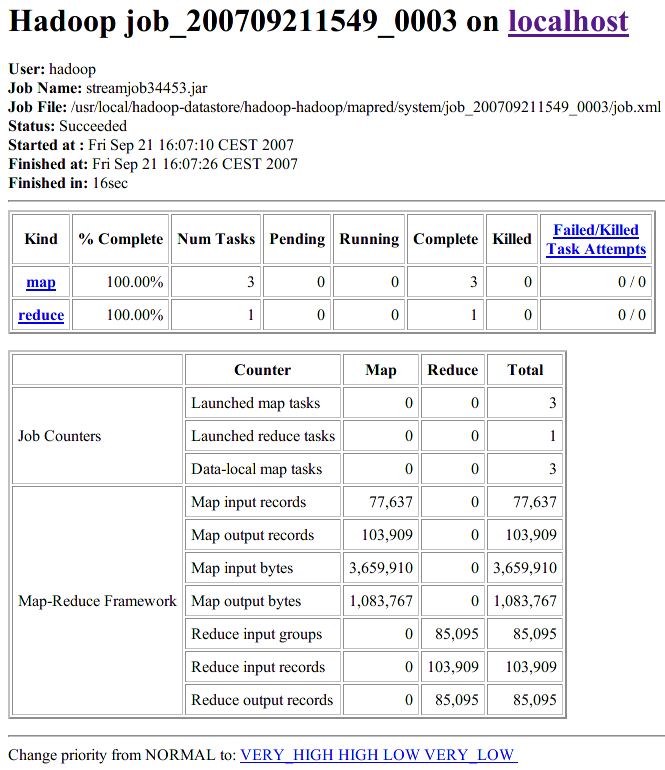 Hadoop job_200709211549_0003 on localhost
User: hadoop
Job Name: streamjob34453.jar
Job File: /usr/local/hadoop-datastore/hadoop-hadoop/mapred/system/job_200709211549_0003/job.xml
Status: Succeeded
Started at : Fri Sep 21 16:07:10 CEST 2007
Finished at: Fri Sep 21 16:07:26 CEST 2007
Finished in: 16sec
Kind % Complete Num Tasks Pending Running Complete Killed Failed/Killed Task Attempts
map 100.00% 3 0 0 3 0 0 / 0
reduce 100.00% 1 0 0 1 0 0 / 0
Counter Map Reduce Total
Job Counters
Launched map tasks 0 0 3
Launched reduce tasks 0 0 1
Data-local map tasks 0 0 3
Map-Reduce Framework
Map input records 77,637 0 77,637
Map output records 103,909 0 103,909
Map input bytes 3,659,910 0 3,659,910
Map output bytes 1,083,767 0 1,083,767
Reduce input groups 0 85,095 85,095
Reduce input records 0 103,909 103,909
Reduce output records 0 85,095 85,095
Change priority from NORMAL to: VERY_HIGH HIGH LOW VERY_LOW